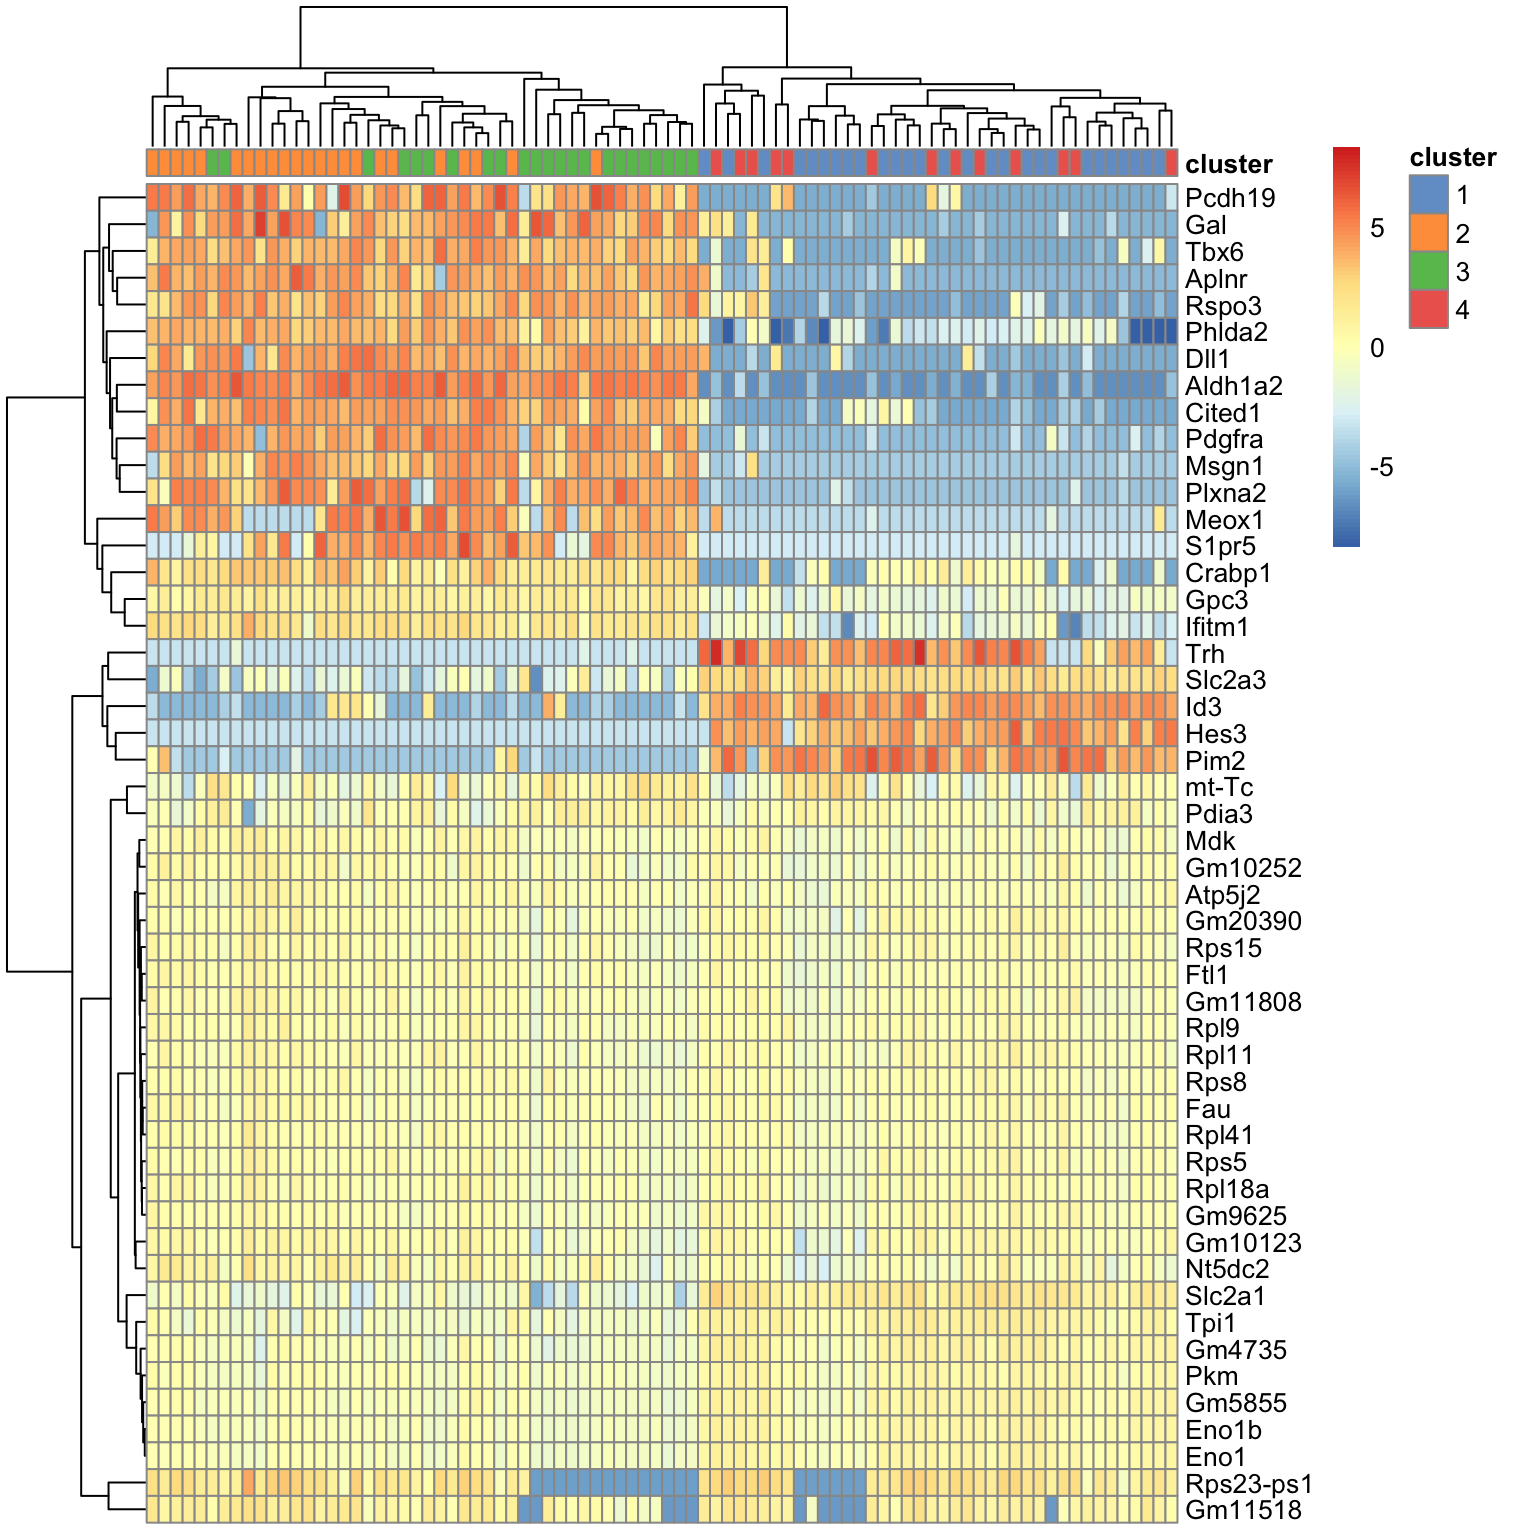 cluster
Pcdh19
Gal
Tbx6
Aplnr
Rspo3
Phlda2
Dll1
Aldh1a2
Cited1
Pdgfra
Msgn1
Plxna2
Meox1
S1pr5
Crabp1
Gpc3
Ifitm1
Trh
Slc2a3
Id3
Hes3
Pim2
mt-Tc
Pdia3
Mdk
Gm10252
Atp5j2
Gm20390
Rps15
Ftl1
Gm11808
Rpl9
Rpl11
Rps8
Fau
Rpl41
Rps5
Rpl18a
Gm9625
Gm10123
Nt5dc2
Slc2a1
Tpi1
Gm4735
Pkm
Gm5855
Eno1b
Eno1
Rps23-ps1
Gm11518
5
0
-5
cluster
1
2
3
4